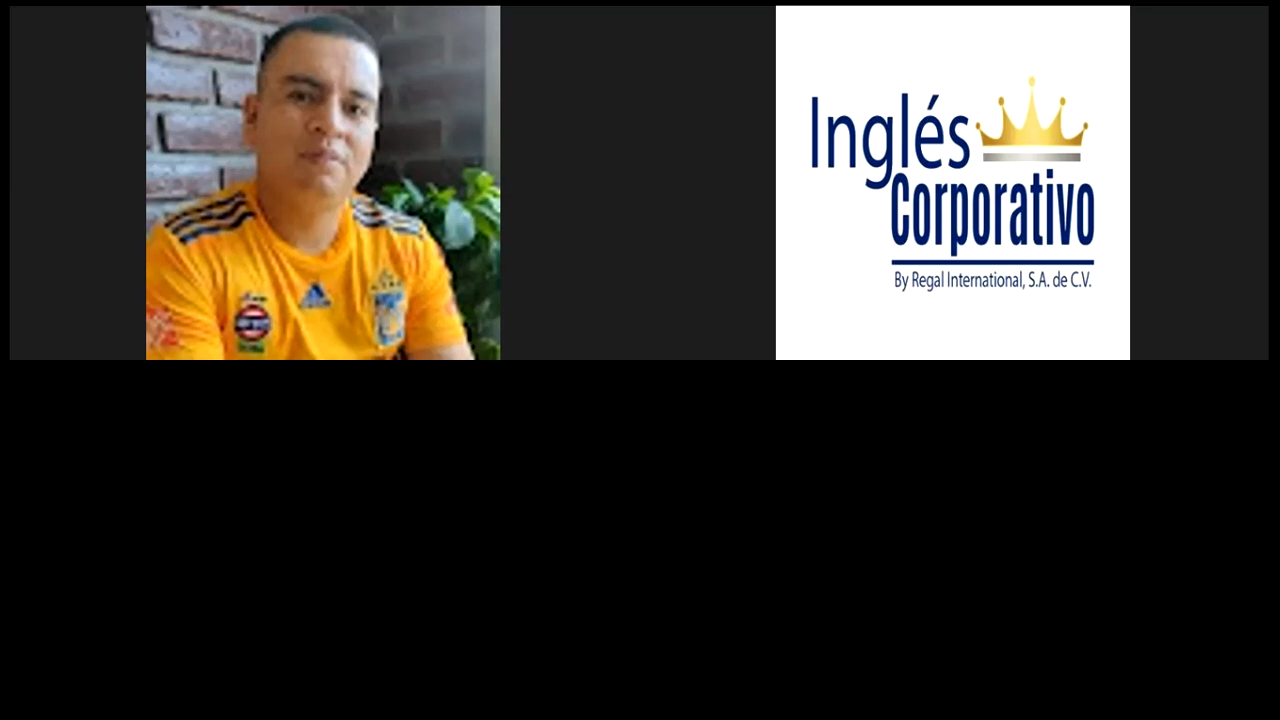 Inglés
Corporativo
By Regal International, S.A. de C.V.